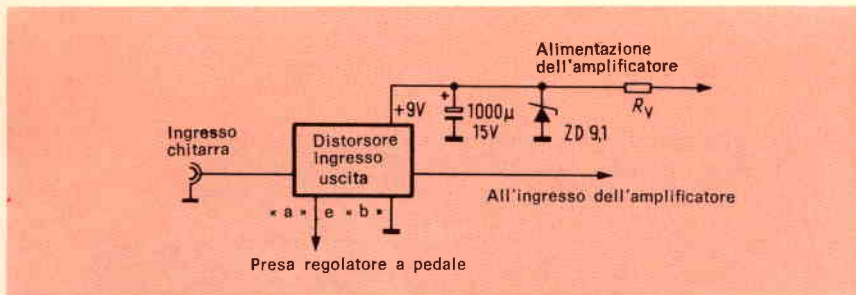 Alimentazione
dell'amplificatore
+
+9V
1000µ
15V
ZD 9,1
RV
Ingresso
chitarra
Distorsore
ingresso
uscita
All'ingresso dell'amplificatore
« a » e « b »
Presa regolatore a pedale